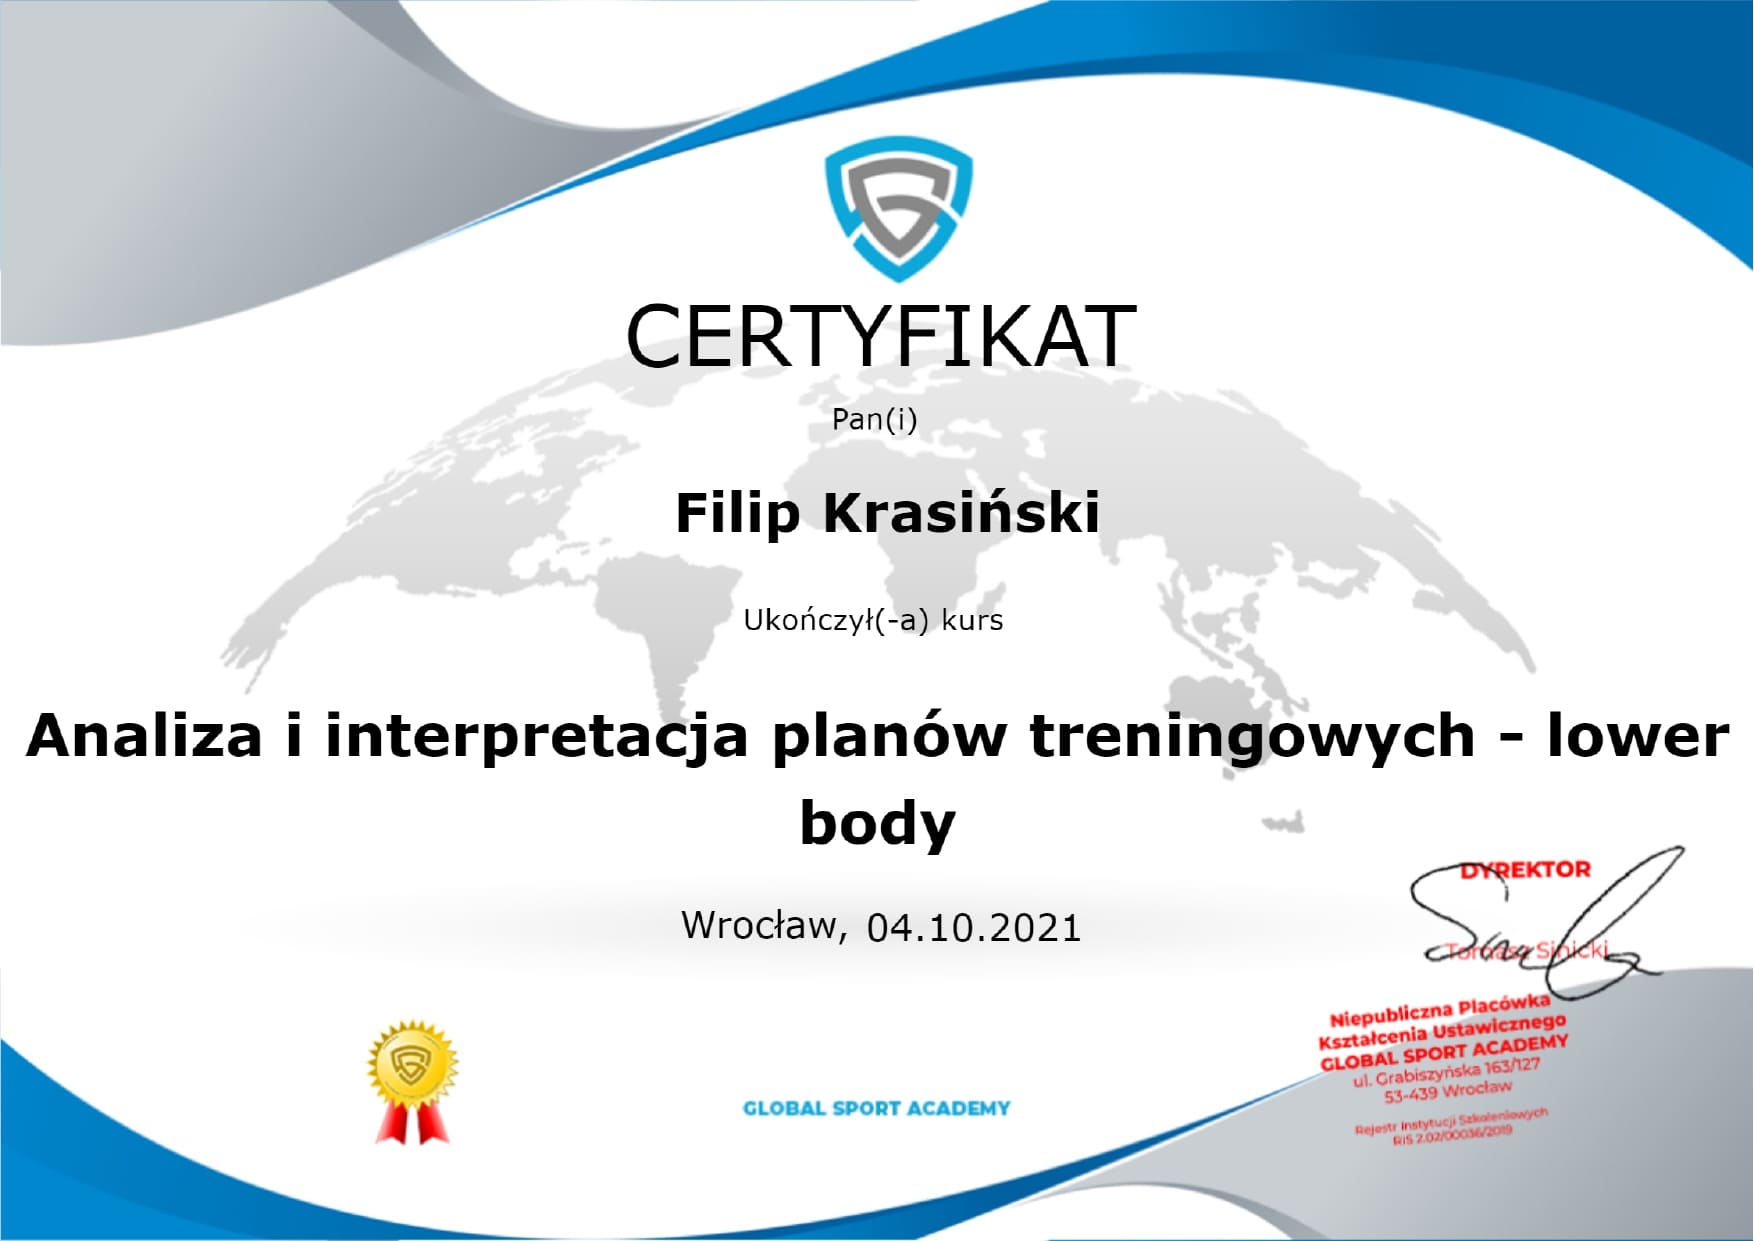 CERTYFIKAT
Pan(i)
Filip Krasiński
Ukończył(-a) kurs
Analiza i interpretacja planów treningowych - lower
body
Wrocław, 04.10.2021
DYREKTOR
Tomasz Sinicki
Niepubliczna Placówka
Kształcenia Ustawicznego
GLOBAL SPORT ACADEMY
ul. Grabiszyńska 163/127
53-439 Wrocław
Rejestr Instytucji Szkoleniowych
RIS 2.02/00036/2019
GLOBAL SPORT ACADEMY